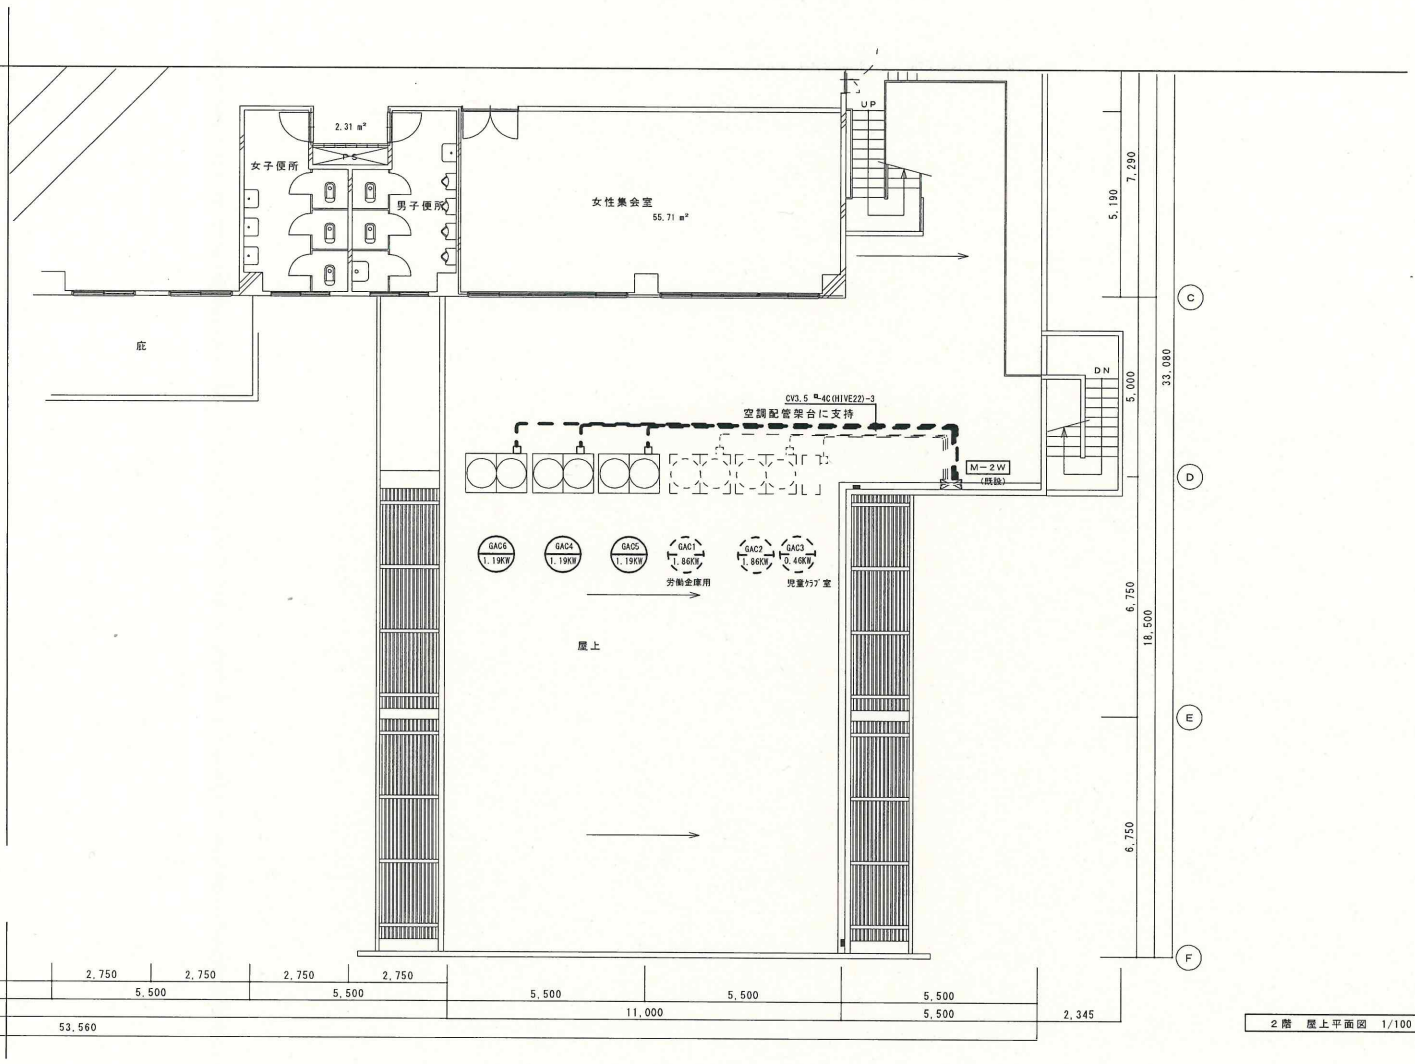 UP
2.31 m²
PS
女子便所
男子便所
女性集会室
55.71 m²
7,290
5,190
C
庇
33,080
DN
5,000
CV3.5 ㅁ-4C(HIVE22)-3
空調配管架台に支持
M-2W
(既設)
D
GAC6
1.19KW
GAC4
1.19KW
GAC5
1.19KW
GAC1
1.86KW
GAC2
1.86KW
GAC3
0.46KW
労働金庫用
児童クラブ室
6,750
18,500
屋上
E
6,750
F
2,750
2,750
2,750
2,750
5,500
5,500
5,500
5,500
5,500
11,000
5,500
2,345
53,560
2階 屋上平面図 1/100